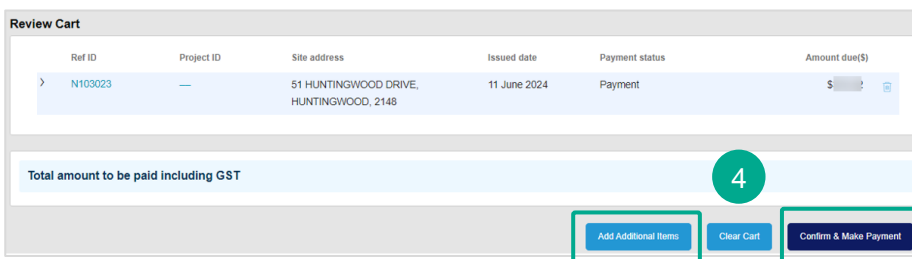 Review Cart
Ref ID Project ID Site address Issued date Payment status Amount due($)
N103023 — 51 HUNTINGWOOD DRIVE, 11 June 2024 Payment $
HUNTINGWOOD, 2148
Total amount to be paid including GST
4
Add Additional Items Clear Cart Confirm & Make Payment